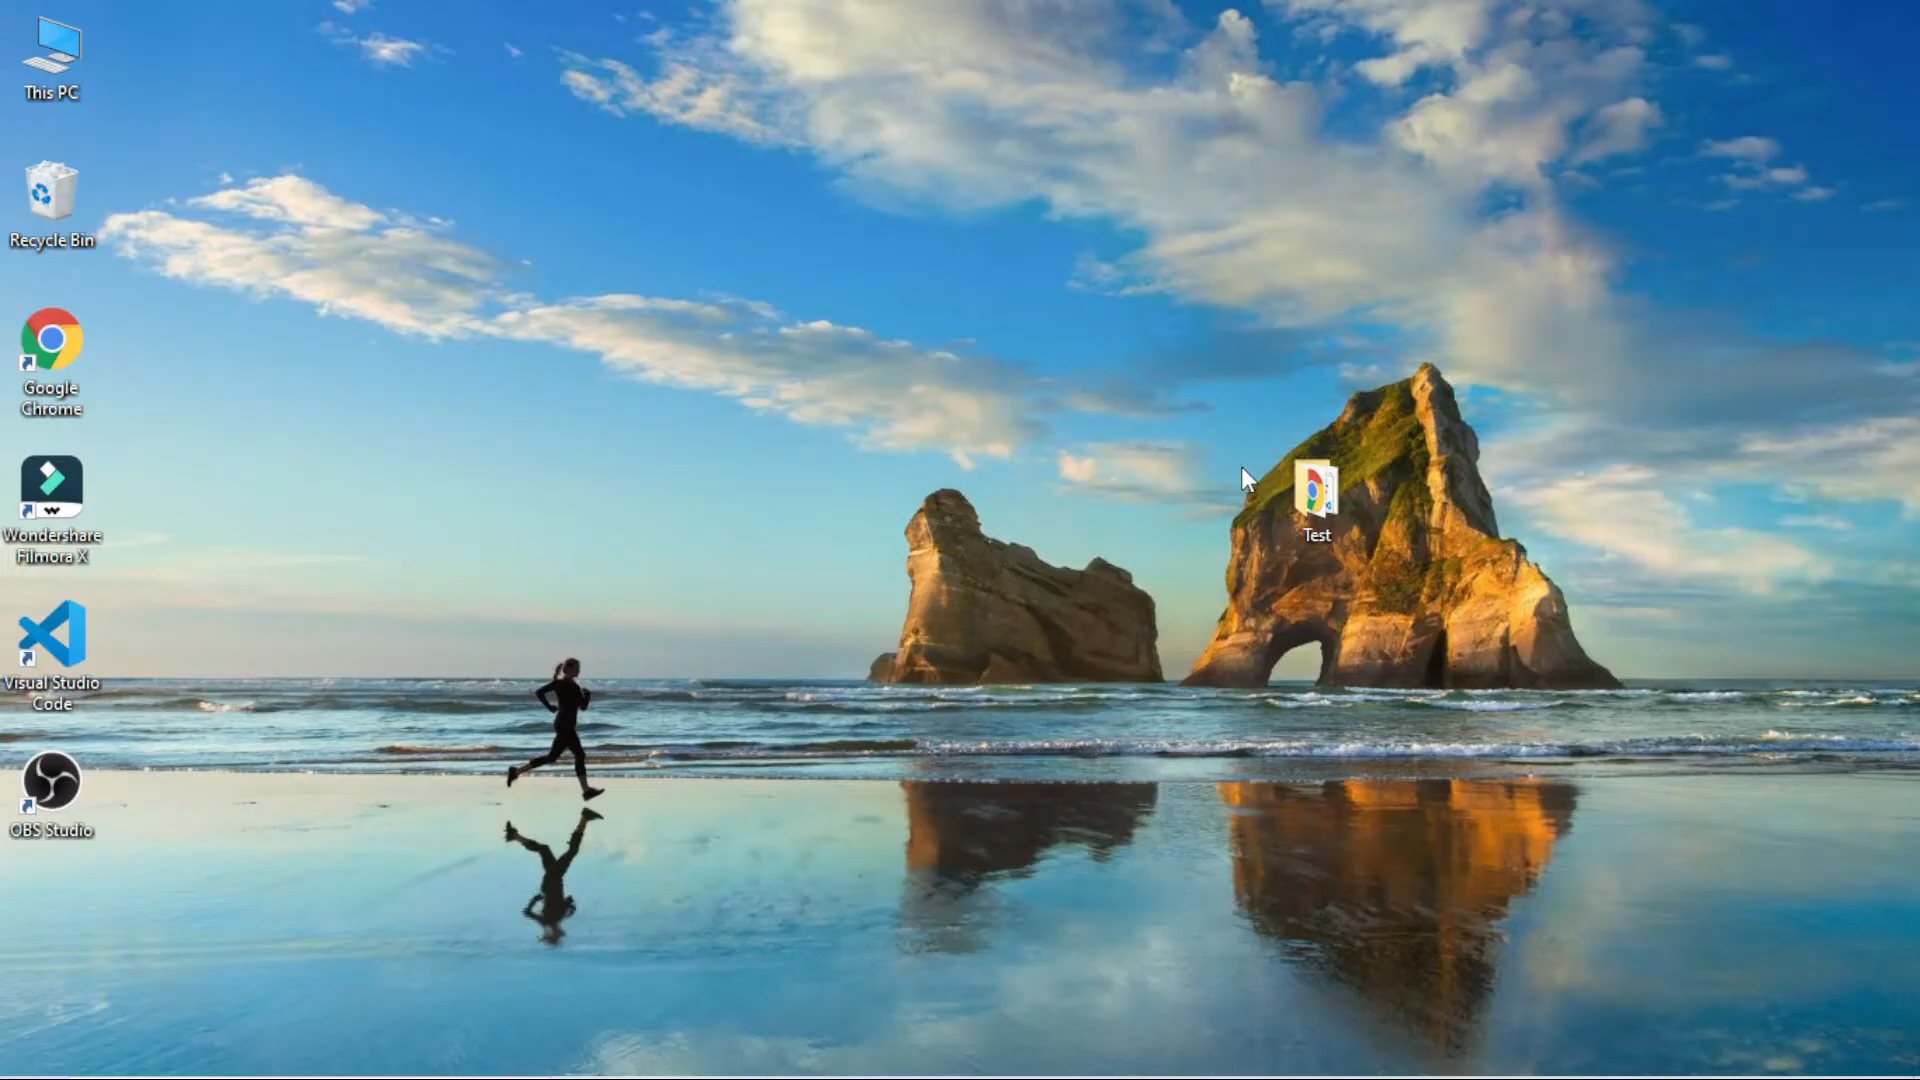 This PC
Recycle Bin
Google
Chrome
Wondershare
Filmora X
Visual Studio
Code
OBS Studio
Test